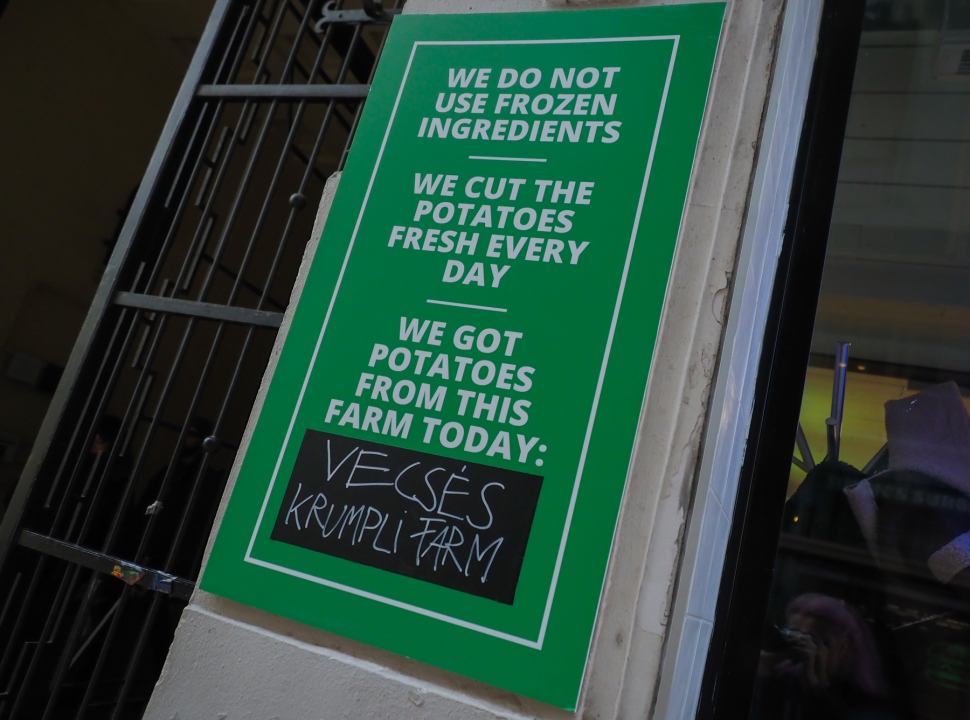 WE DO NOT
USE FROZEN
INGREDIENTS
WE CUT THE
POTATOES
FRESH EVERY
DAY
WE GOT
POTATOES
FROM THIS
FARM TODAY:
VECSÉS
KRUMPLi FARM